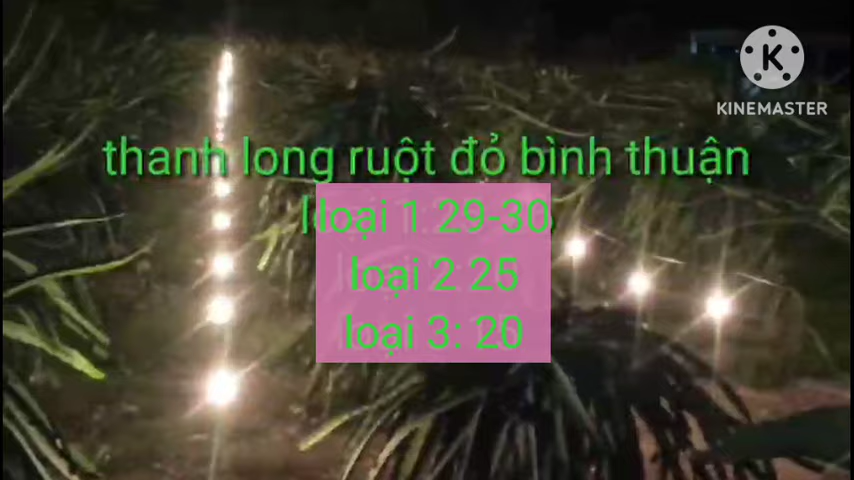 KINEMASTER
thanh long ruột đỏ bình thuận
loại 1 29-30
loại 2 25
loại 3: 20